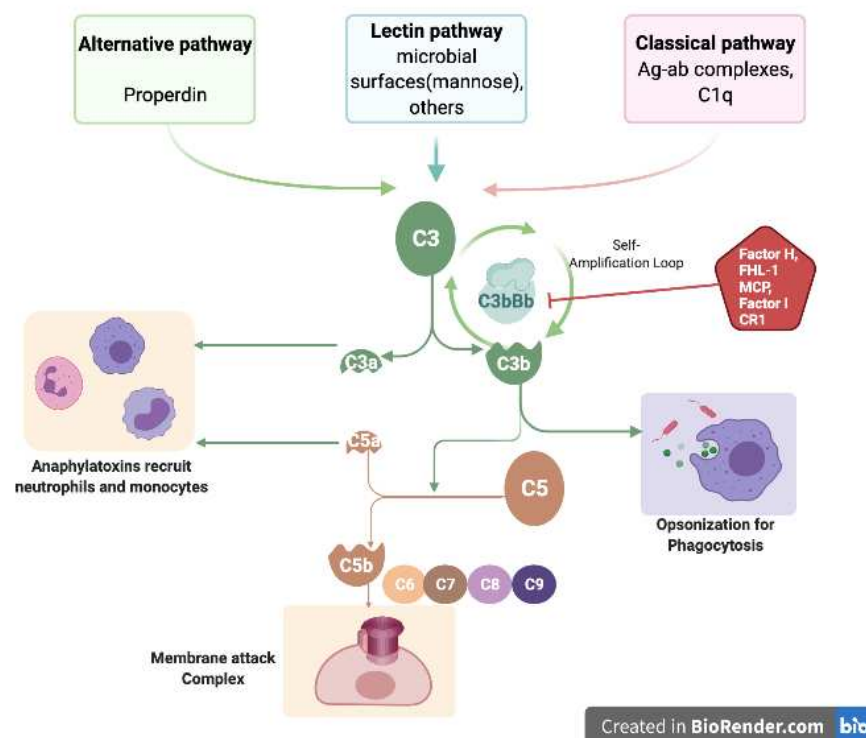 Alternative pathway
Properdin
Lectin pathway
microbial
surfaces(mannose),
others
Classical pathway
Ag-ab complexes,
C1q
C3
Self-
Amplification Loop
C3bBb
Factor H,
FHL-1
MCP,
Factor I
CR1
C3a
C3b
C5a
Anaphylatoxins recruit
neutrophils and monocytes
C5
Opsonization for
Phagocytosis
C5b
C6
C7
C8
C9
Membrane attack
Complex
Created in BioRender.com
bio